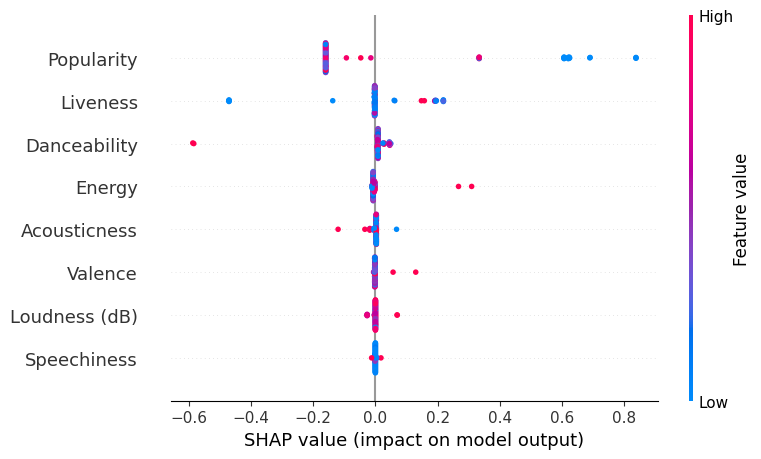 High
Popularity
Liveness
Danceability
Energy
Acousticness
Valence
Loudness (dB)
Speechiness
Feature value
Low
−0.6 −0.4 −0.2 0.0 0.2 0.4 0.6 0.8
SHAP value (impact on model output)